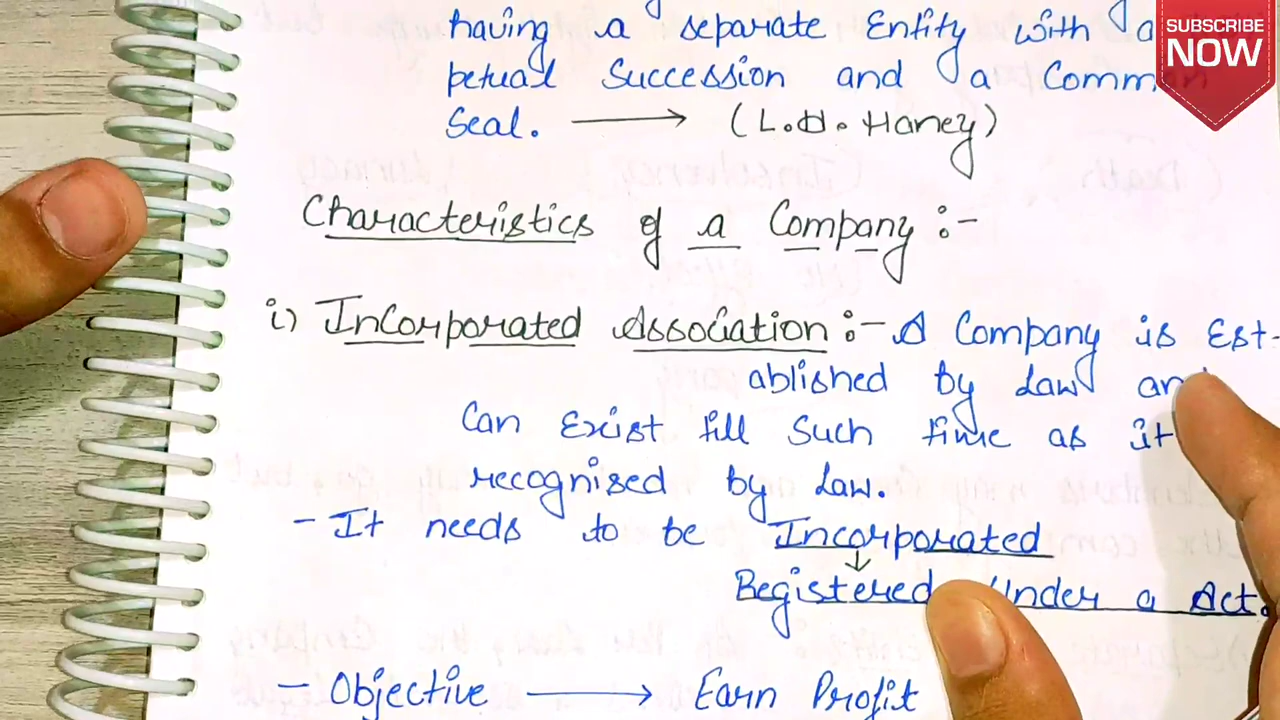 having a separate Entity with a
petual Succession and a Common
Seal. → (L.H. Haney)
Characteristics of a Company :-
i) Incorporated Association :- A Company is Est-
ablished by Law and
Can Exist till Such time as it
recognised by Law.
- It needs to be Incorporated
↓
Registered Under a Act.
- Objective → Earn Profit
SUBSCRIBE
NOW